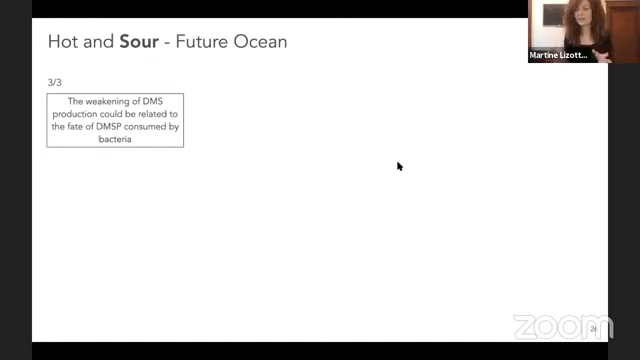 Hot and Sour - Future Ocean
Martine Lizott...
3/3
The weakening of DMS
production could be related to
the fate of DMSP consumed by
bacteria
zoom
26